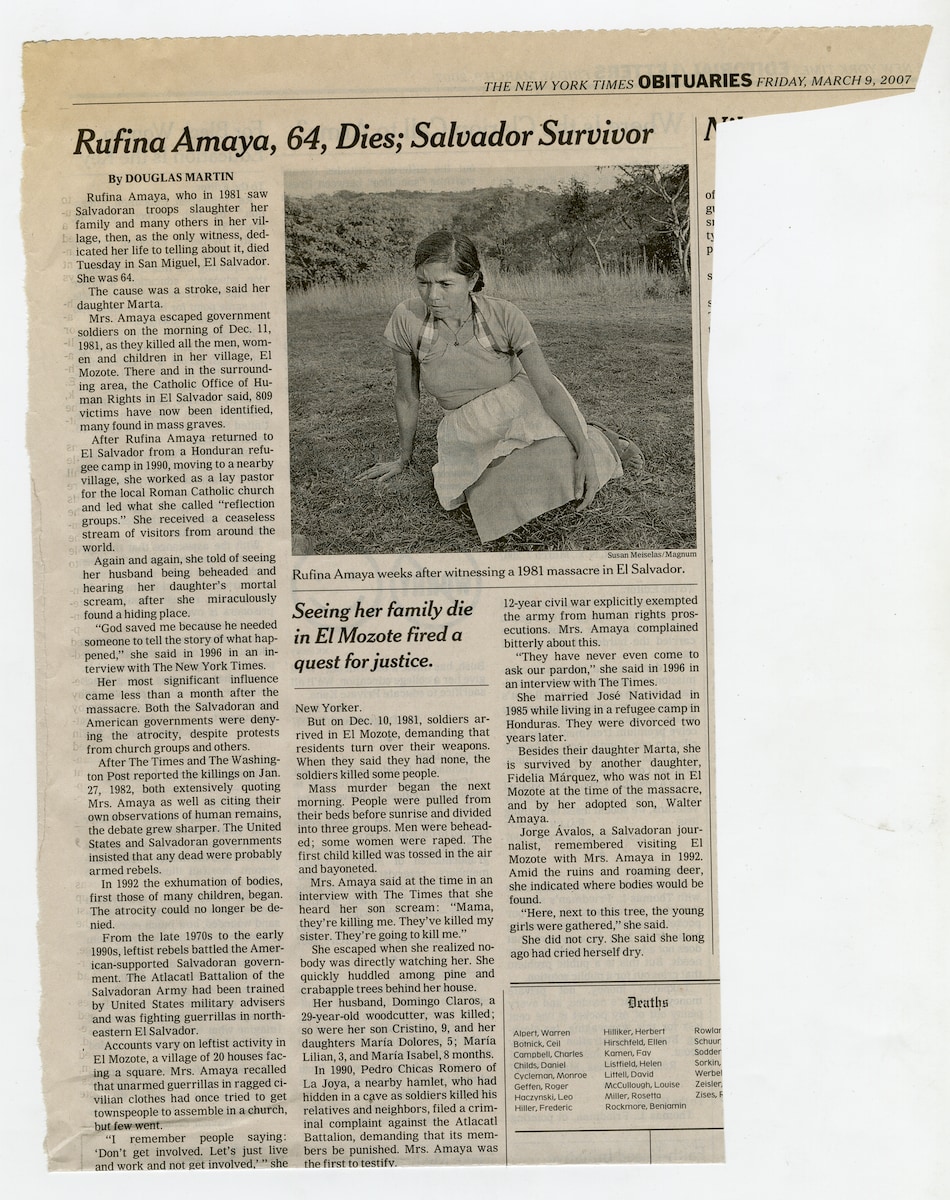 THE NEW YORK TIMES OBITUARIES FRIDAY, MARCH 9, 2007
Rufina Amaya, 64, Dies; Salvador Survivor
By DOUGLAS MARTIN
Rufina Amaya, who in 1981 saw
Salvadoran troops slaughter her
family and many others in her vil-
lage, then, as the only witness, ded-
icated her life to telling about it, died
Tuesday in San Miguel, El Salvador.
She was 64.
The cause was a stroke, said her
daughter Marta.
Mrs. Amaya escaped government
soldiers on the morning of Dec. 11,
1981, as they killed all the men, wom-
en and children in her village, El
Mozote. There and in the surround-
ing area, the Catholic Office of Hu-
man Rights in El Salvador said, 809
victims have now been identified,
many found in mass graves.
After Rufina Amaya returned to
El Salvador from a Honduran refu-
gee camp in 1990, moving to a nearby
village, she worked as a lay pastor
for the local Roman Catholic church
and led what she called “reflection
groups.” She received a ceaseless
stream of visitors from around the
world.
Again and again, she told of seeing
her husband being beheaded and
hearing her daughter’s mortal
scream, after she miraculously
found a hiding place.
“God saved me because he needed
someone to tell the story of what hap-
pened,” she said in 1996 in an in-
terview with The New York Times.
Her most significant influence
came less than a month after the
massacre. Both the Salvadoran and
American governments were deny-
ing the atrocity, despite protests
from church groups and others.
After The Times and The Washing-
ton Post reported the killings on Jan.
27, 1982, both extensively quoting
Mrs. Amaya as well as citing their
own observations of human remains,
the debate grew sharper. The United
States and Salvadoran governments
insisted that any dead were probably
armed rebels.
In 1992 the exhumation of bodies,
first those of many children, began.
The atrocity could no longer be de-
nied.
From the late 1970s to the early
1990s, leftist rebels battled the Amer-
ican-supported Salvadoran govern-
ment. The Atlacatl Battalion of the
Salvadoran Army had been trained
by United States military advisers
and was fighting guerrillas in north-
eastern El Salvador.
Accounts vary on leftist activity in
El Mozote, a village of 20 houses fac-
ing a square. Mrs. Amaya recalled
that unarmed guerrillas in ragged ci-
vilian clothes had once tried to get
townspeople to assemble in a church,
but few went.
“I remember people saying:
‘Don’t get involved. Let’s just live
and work and not get involved,’ ” she
Susan Meiselas/Magnum
Rufina Amaya weeks after witnessing a 1981 massacre in El Salvador.
Seeing her family die
in El Mozote fired a
quest for justice.
New Yorker.
But on Dec. 10, 1981, soldiers ar-
rived in El Mozote, demanding that
residents turn over their weapons.
When they said they had none, the
soldiers killed some people.
Mass murder began the next
morning. People were pulled from
their beds before sunrise and divided
into three groups. Men were behead-
ed; some women were raped. The
first child killed was tossed in the air
and bayoneted.
Mrs. Amaya said at the time in an
interview with The Times that she
heard her son scream: “Mama,
they’re killing me. They’ve killed my
sister. They’re going to kill me.”
She escaped when she realized no-
body was directly watching her. She
quickly huddled among pine and
crabapple trees behind her house.
Her husband, Domingo Claros, a
29-year-old woodcutter, was killed;
so were her son Cristino, 9, and her
daughters María Dolores, 5; María
Lilian, 3, and María Isabel, 8 months.
In 1990, Pedro Chicas Romero of
La Joya, a nearby hamlet, who had
hidden in a cave as soldiers killed his
relatives and neighbors, filed a crim-
inal complaint against the Atlacatl
Battalion, demanding that its mem-
bers be punished. Mrs. Amaya was
the first to testify.
12-year civil war explicitly exempted
the army from human rights pros-
ecutions. Mrs. Amaya complained
bitterly about this.
“They have never even come to
ask our pardon,” she said in 1996 in
an interview with The Times.
She married José Natividad in
1985 while living in a refugee camp in
Honduras. They were divorced two
years later.
Besides their daughter Marta, she
is survived by another daughter,
Fidelia Márquez, who was not in El
Mozote at the time of the massacre,
and by her adopted son, Walter
Amaya.
Jorge Ávalos, a Salvadoran jour-
nalist, remembered visiting El
Mozote with Mrs. Amaya in 1992.
Amid the ruins and roaming deer,
she indicated where bodies would be
found.
“Here, next to this tree, the young
girls were gathered,” she said.
She did not cry. She said she long
ago had cried herself dry.
Deaths
Alpert, Warren
Botnick, Ceil
Campbell, Charles
Childs, Daniel
Cycleman, Monroe
Geffen, Roger
Haczynski, Leo
Hiller, Frederic
Hilliker, Herbert
Hirschfeld, Ellen
Kamen, Fay
Listfield, Helen
Littell, David
McCullough, Louise
Miller, Rosetta
Rockmore, Benjamin
Sorkin,
Zeisler,
Zises,